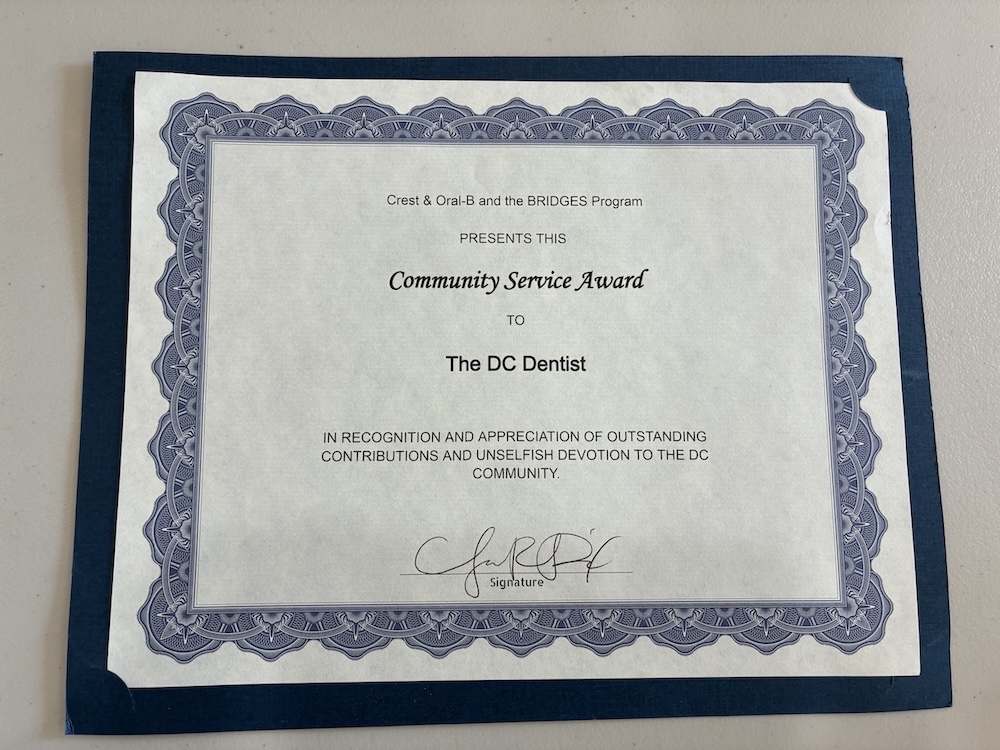 Crest & Oral-B and the BRIDGES Program
PRESENTS THIS
Community Service Award
TO
The DC Dentist
IN RECOGNITION AND APPRECIATION OF OUTSTANDING
CONTRIBUTIONS AND UNSELFISH DEVOTION TO THE DC
COMMUNITY.
Signature